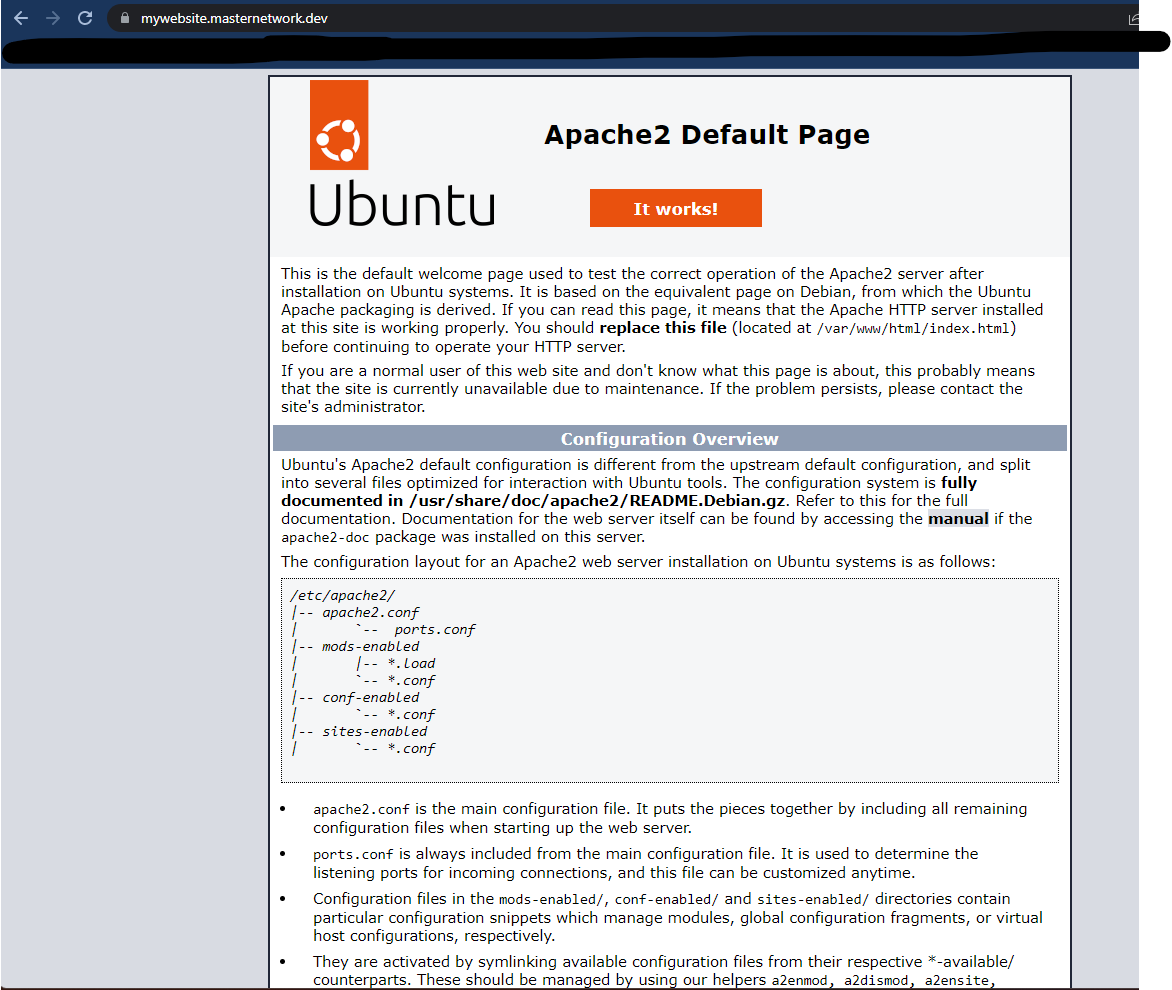 mywebsite.masternetwork.dev
Apache2 Default Page
Ubuntu
It works!
This is the default welcome page used to test the correct operation of the Apache2 server after
installation on Ubuntu systems. It is based on the equivalent page on Debian, from which the Ubuntu
Apache packaging is derived. If you can read this page, it means that the Apache HTTP server installed
at this site is working properly. You should replace this file (located at /var/www/html/index.html)
before continuing to operate your HTTP server.
If you are a normal user of this web site and don't know what this page is about, this probably means
that the site is currently unavailable due to maintenance. If the problem persists, please contact the
site's administrator.
Configuration Overview
Ubuntu's Apache2 default configuration is different from the upstream default configuration, and split
into several files optimized for interaction with Ubuntu tools. The configuration system is fully
documented in /usr/share/doc/apache2/README.Debian.gz. Refer to this for the full
documentation. Documentation for the web server itself can be found by accessing the manual if the
apache2-doc package was installed on this server.
The configuration layout for an Apache2 web server installation on Ubuntu systems is as follows:
/etc/apache2/
|-- apache2.conf
|       `--  ports.conf
|-- mods-enabled
|       |-- *.load
|       `-- *.conf
|-- conf-enabled
|       `-- *.conf
|-- sites-enabled
|       `-- *.conf
• apache2.conf is the main configuration file. It puts the pieces together by including all remaining
configuration files when starting up the web server.
• ports.conf is always included from the main configuration file. It is used to determine the
listening ports for incoming connections, and this file can be customized anytime.
• Configuration files in the mods-enabled/, conf-enabled/ and sites-enabled/ directories contain
particular configuration snippets which manage modules, global configuration fragments, or virtual
host configurations, respectively.
• They are activated by symlinking available configuration files from their respective *-available/
counterparts. These should be managed by using our helpers a2enmod, a2dismod, a2ensite,